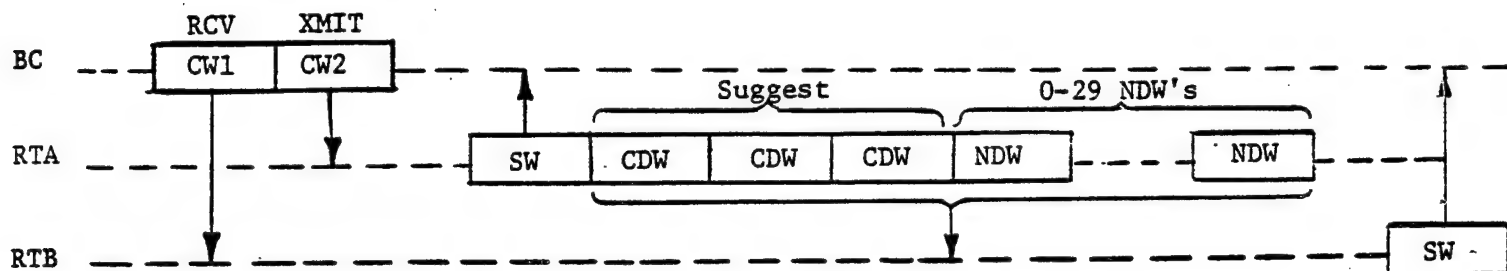 RCV XMIT
BC CW1 CW2
Suggest 0-29 NDW's
RTA SW CDW CDW CDW NDW NDW
RTB SW